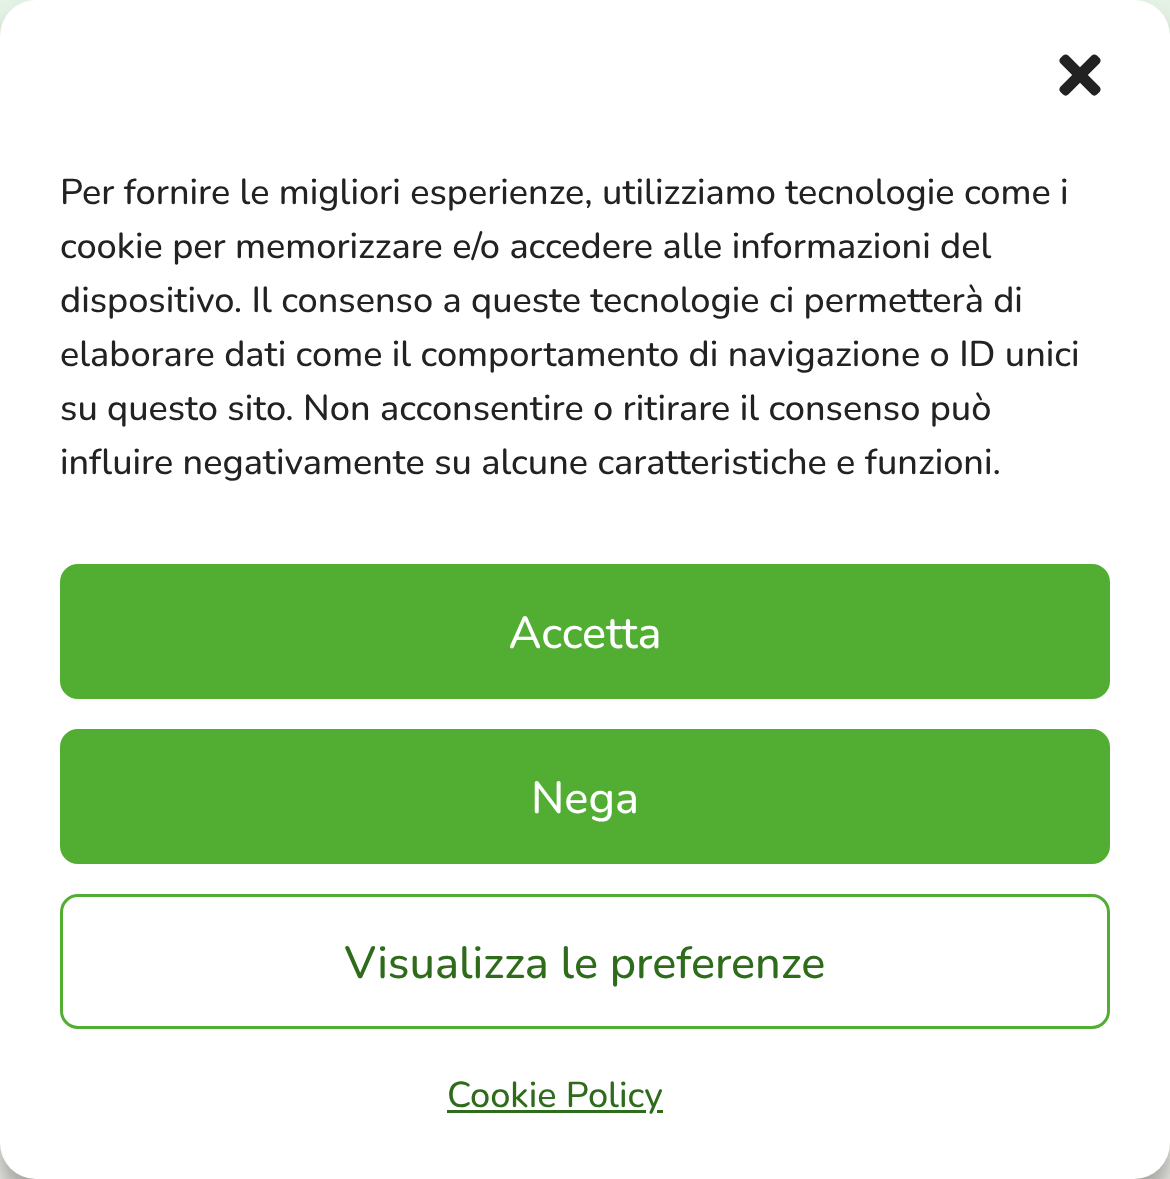 Per fornire le migliori esperienze, utilizziamo tecnologie come i
cookie per memorizzare e/o accedere alle informazioni del
dispositivo. Il consenso a queste tecnologie ci permetterà di
elaborare dati come il comportamento di navigazione o ID unici
su questo sito. Non acconsentire o ritirare il consenso può
influire negativamente su alcune caratteristiche e funzioni.
Accetta
Nega
Visualizza le preferenze
Cookie Policy